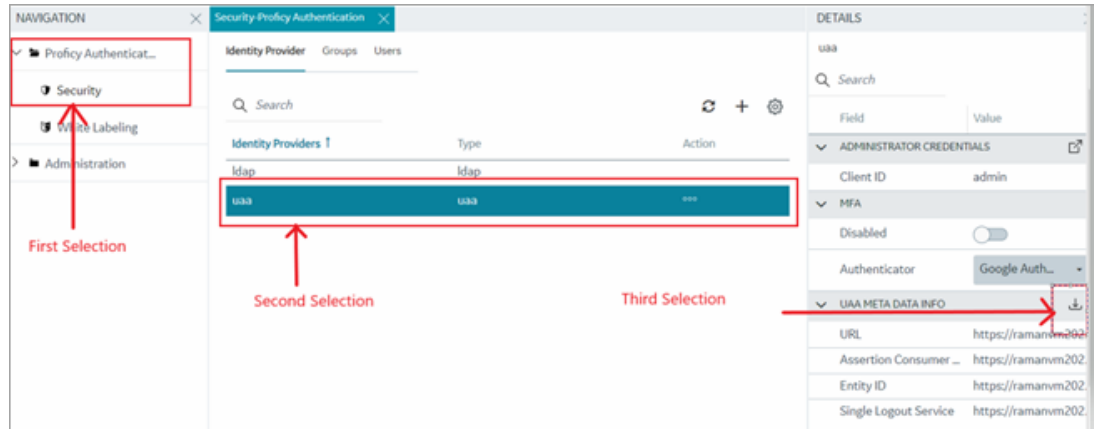 NAVIGATION
Proficy Authenticat...
Security
White Labeling
Administration
First Selection
Security-Proficy Authentication
Identity Provider Groups Users
Search
Identity Providers ↑ Type Action
ldap ldap
uaa uaa
Second Selection
Third Selection
DETAILS
uaa
Search
Field Value
ADMINISTRATOR CREDENTIALS
Client ID admin
MFA
Disabled
Authenticator Google Auth...
UAA META DATA INFO
URL https://ramanvm202
Assertion Consumer ... https://ramanvm202.
Entity ID https://ramanvm202.
Single Logout Service https://ramanvm202.